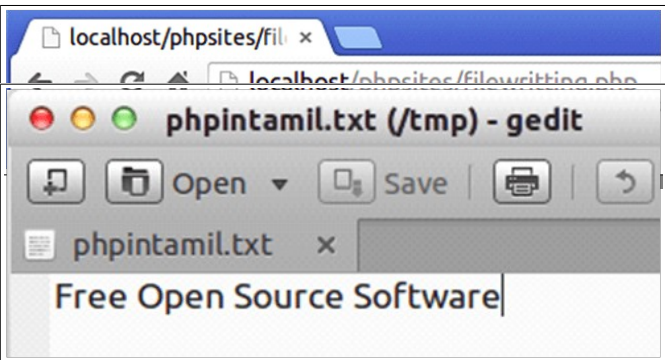 localhost/phpsites/fil
localhost/phpsites/filewritting.php
phpintamil.txt (/tmp) - gedit
Open Save
phpintamil.txt
Free Open Source Software